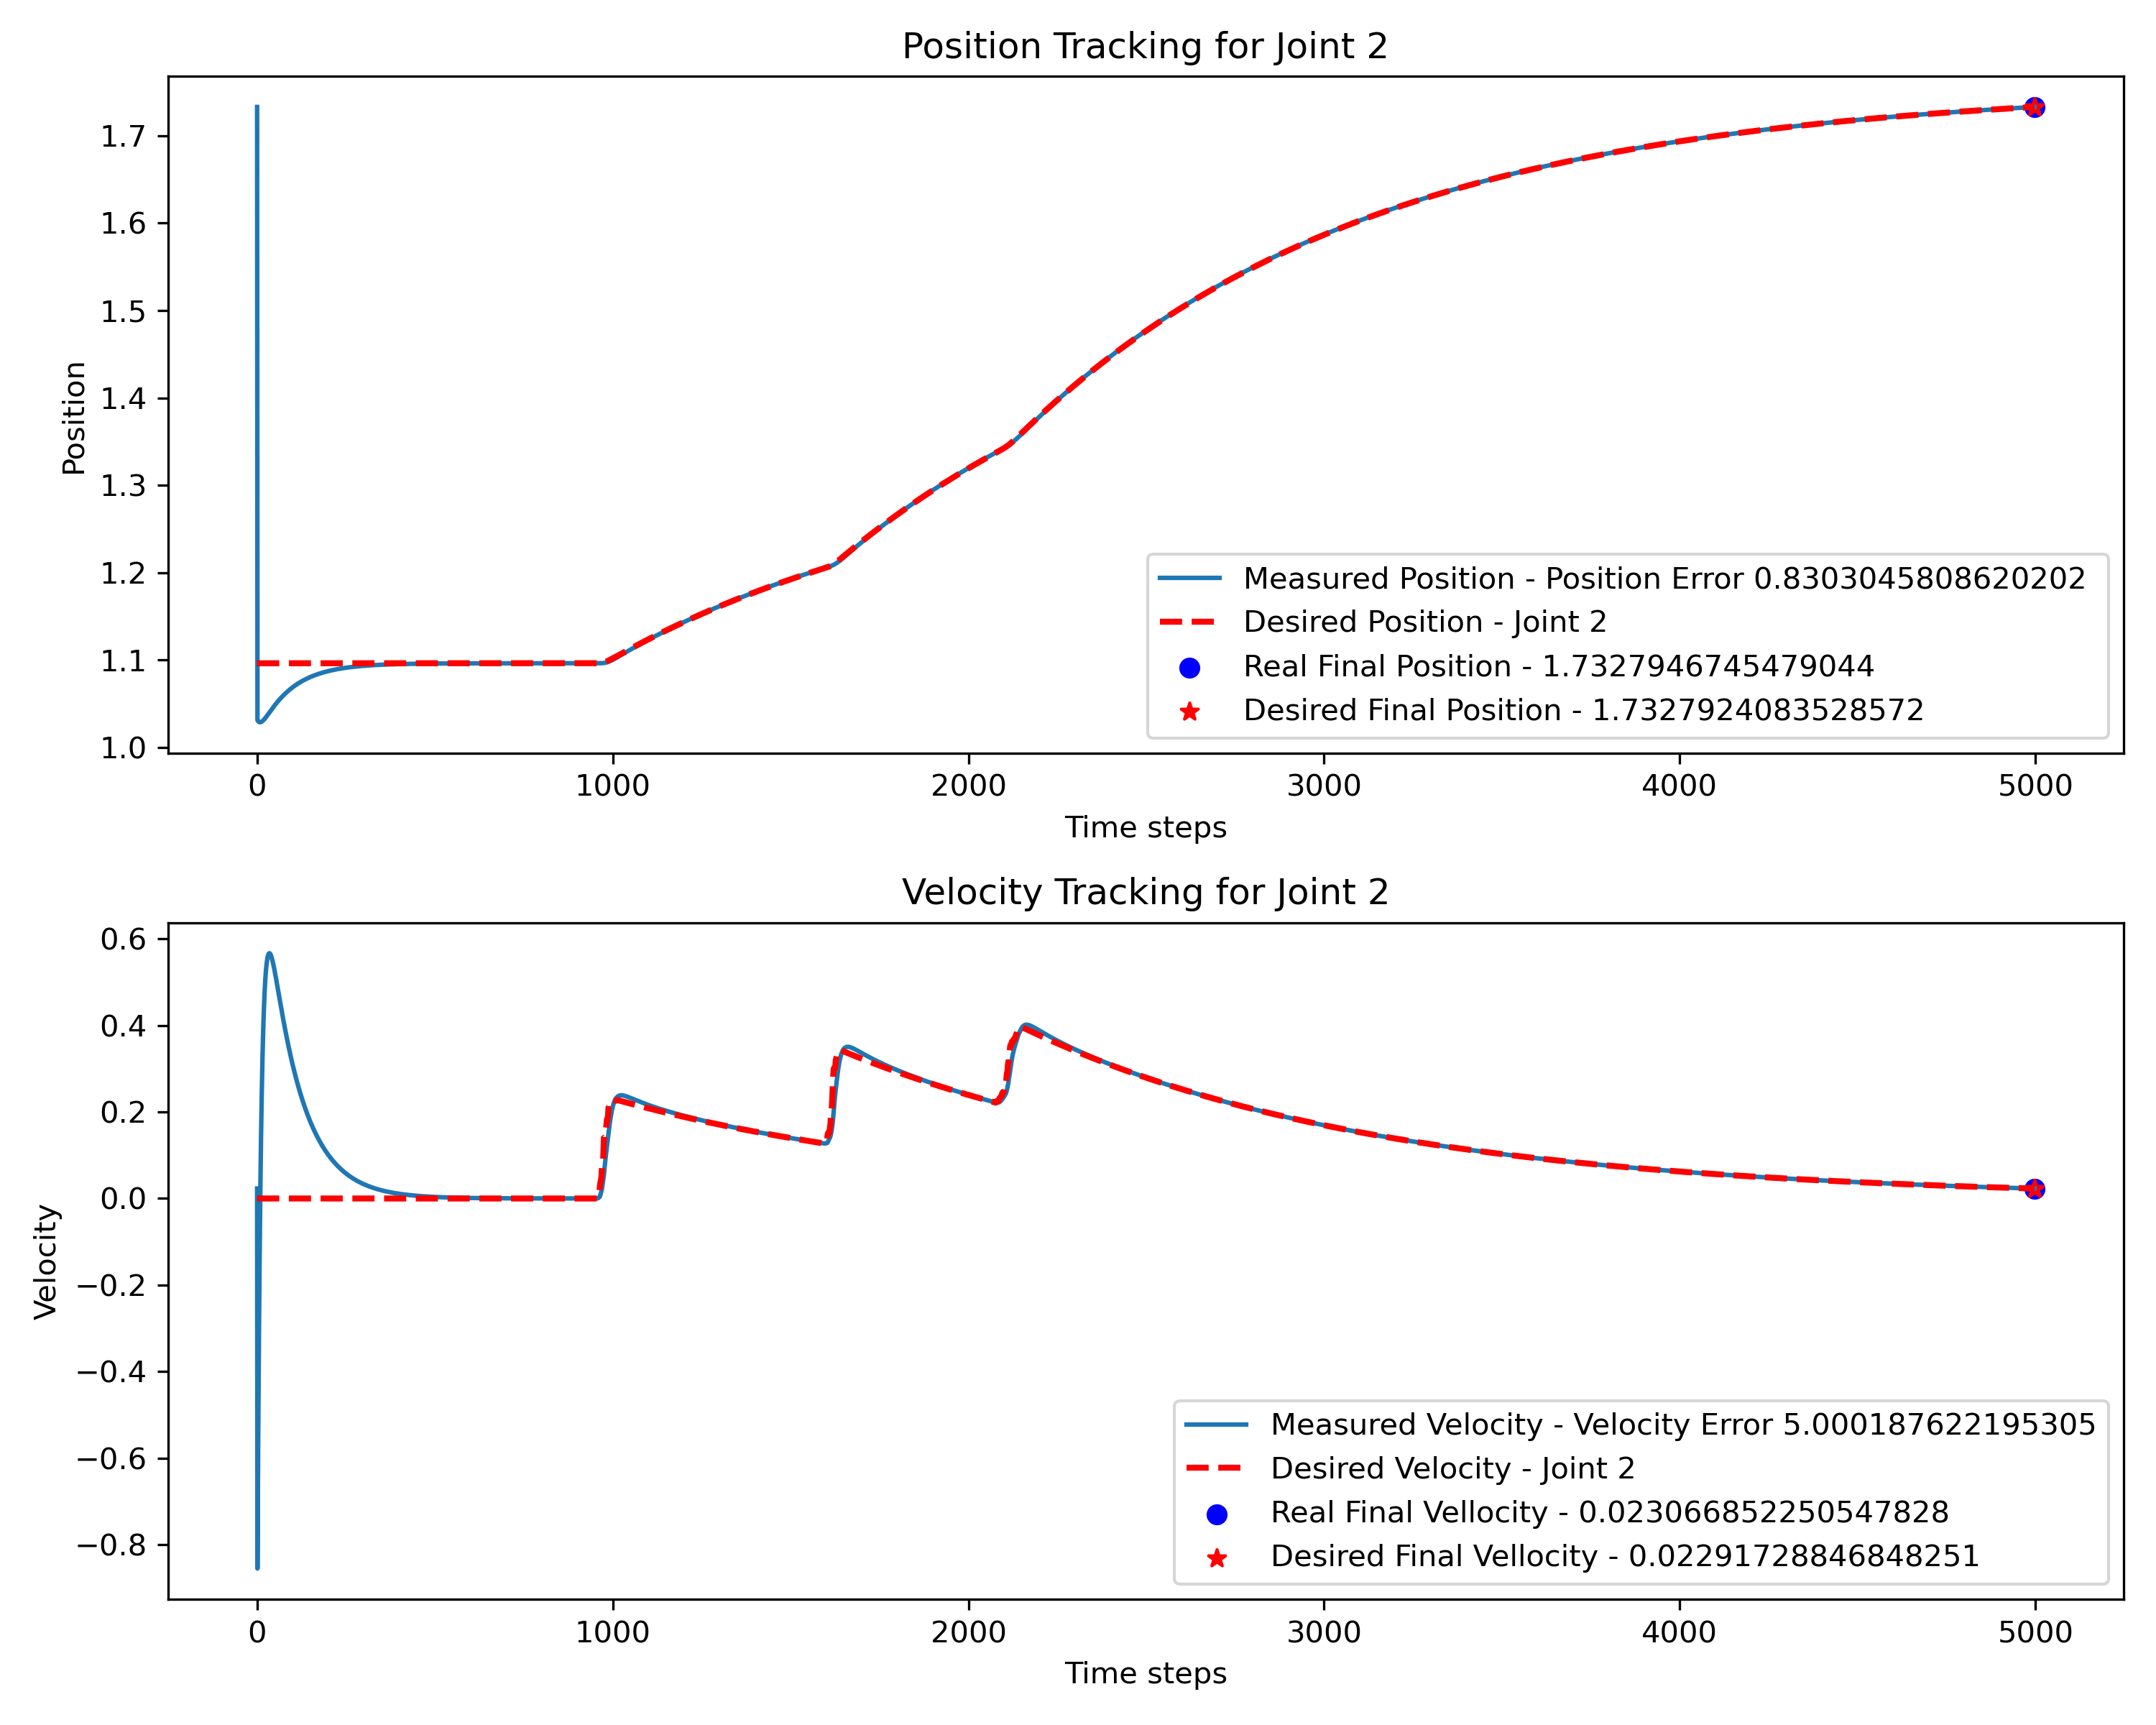 Position Tracking for Joint 2
Position
1.7
1.6
1.5
1.4
1.3
1.2
1.1
1.0
Measured Position - Position Error 0.8303045808620202
Desired Position - Joint 2
Real Final Position - 1.7327946745479044
Desired Final Position - 1.7327924083528572
0 1000 2000 3000 4000 5000
Time steps
Velocity Tracking for Joint 2
Velocity
0.6
0.4
0.2
0.0
−0.2
−0.4
−0.6
−0.8
Measured Velocity - Velocity Error 5.000187622195305
Desired Velocity - Joint 2
Real Final Vellocity - 0.023066852250547828
Desired Final Vellocity - 0.02291728846848251
0 1000 2000 3000 4000 5000
Time steps